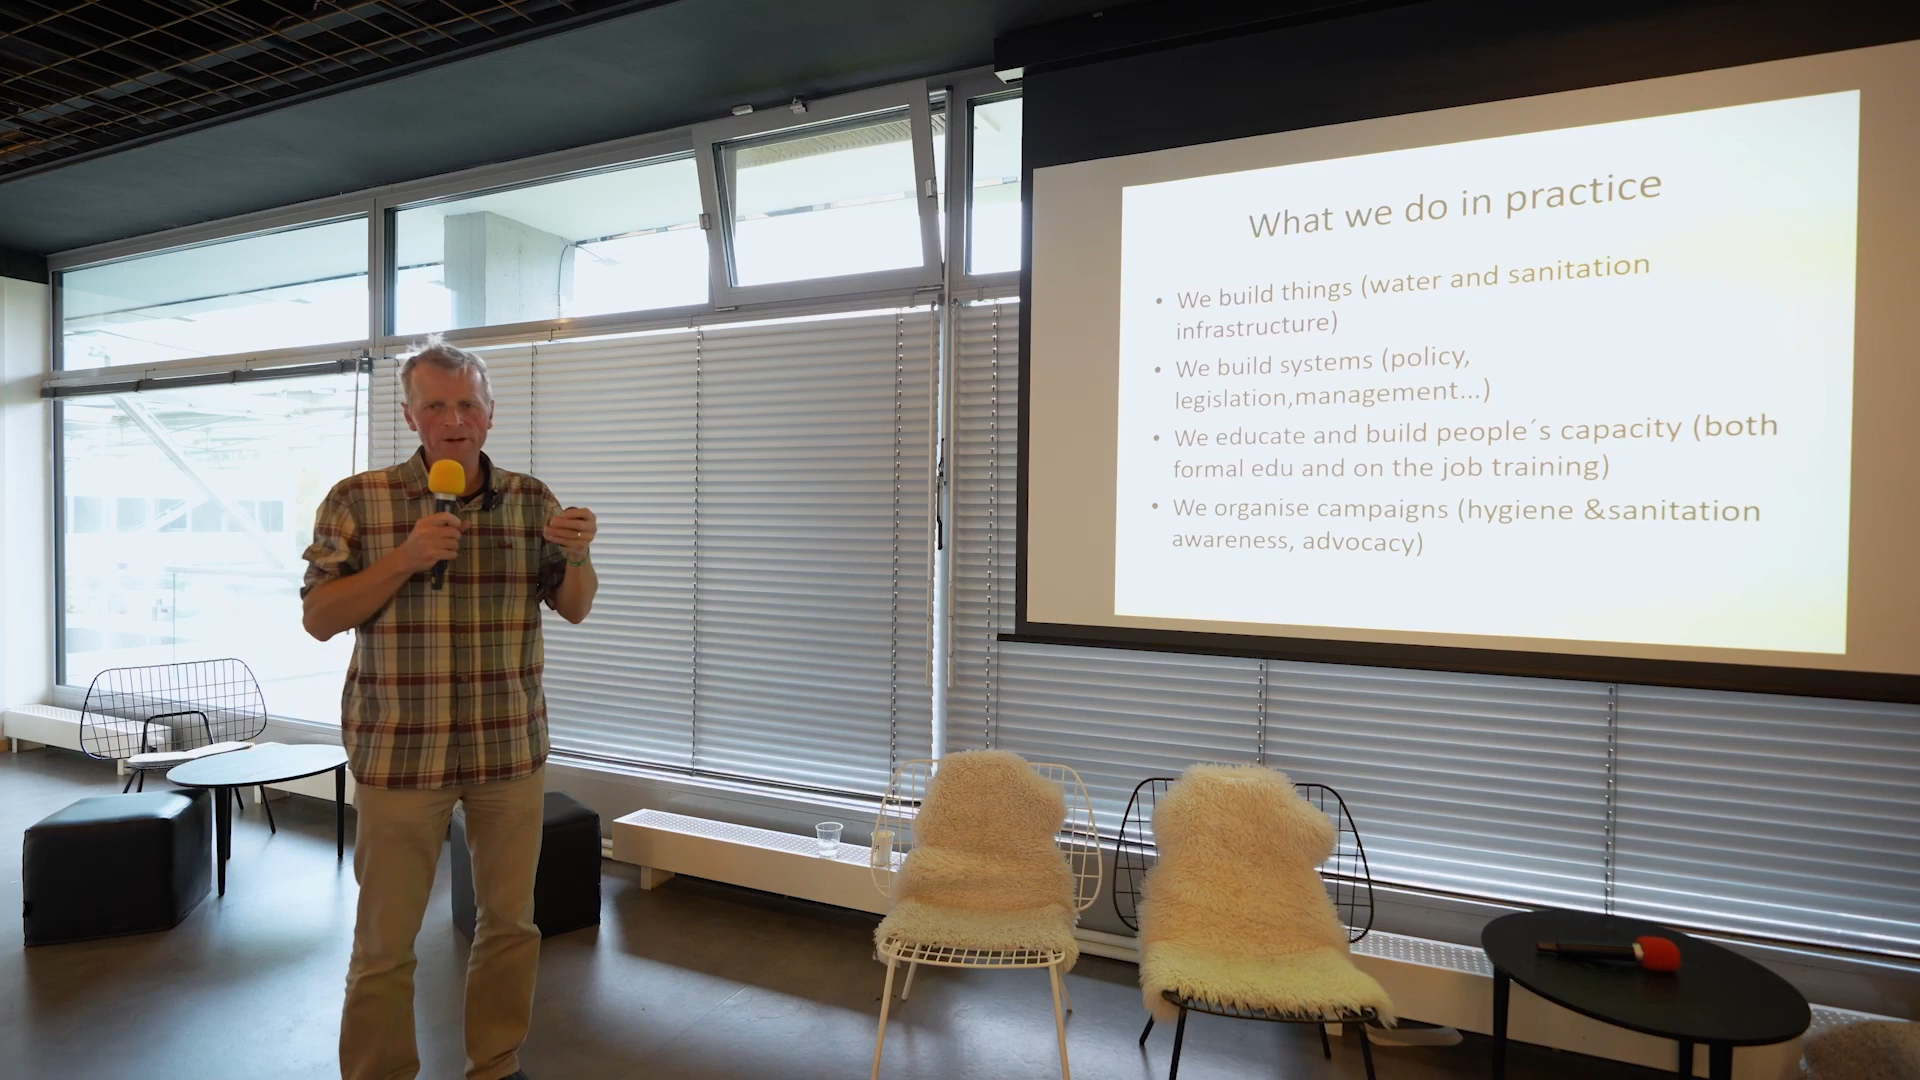 What we do in practice
• We build things (water and sanitation
infrastructure)
• We build systems (policy,
legislation,management...)
• We educate and build people´s capacity (both
formal edu and on the job training)
• We organise campaigns (hygiene &sanitation
awareness, advocacy)